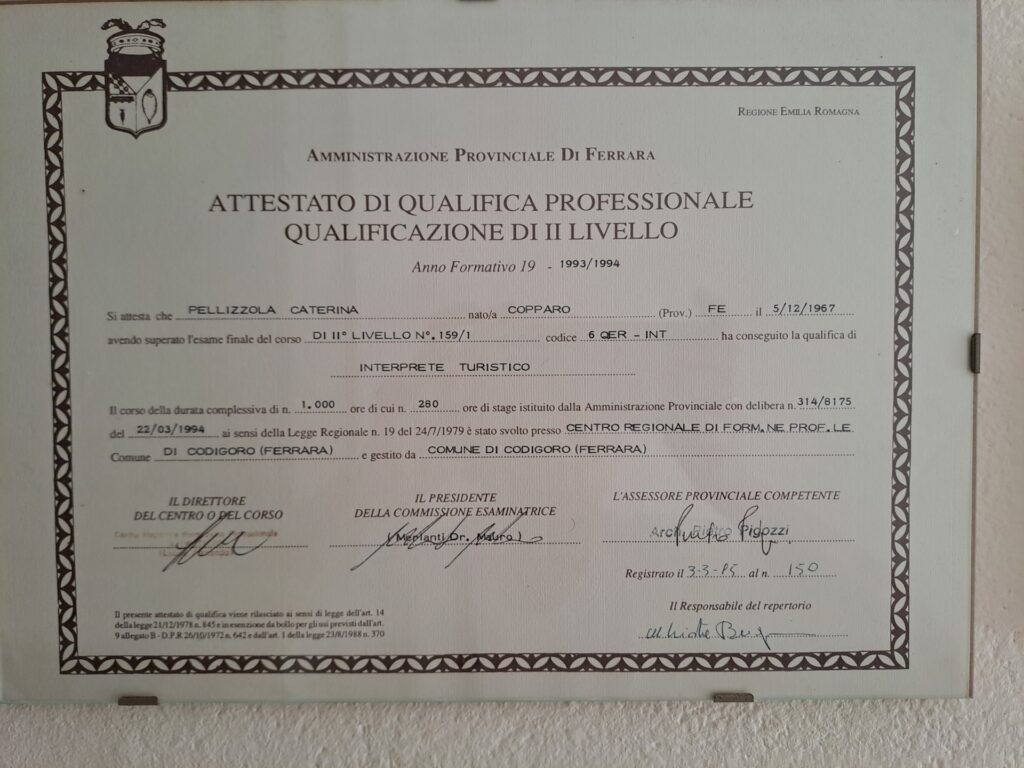 REGIONE EMILIA ROMAGNA
AMMINISTRAZIONE PROVINCIALE DI FERRARA
ATTESTATO DI QUALIFICA PROFESSIONALE
QUALIFICAZIONE DI II LIVELLO
Anno Formativo 19 - 1993/1994
Si attesta che PELLIZZOLA CATERINA nato/a COPPARO (Prov.) FE il 5/12/1967
avendo superato l'esame finale del corso DI II° LIVELLO N°. 159/1 codice 6 QER - INT ha conseguito la qualifica di
INTERPRETE TURISTICO
Il corso della durata complessiva di n. 1.000 ore di cui n. 280 ore di stage istituito dalla Amministrazione Provinciale con delibera n. 314/8175
del 22/03/1994 ai sensi della Legge Regionale n. 19 del 24/7/1979 è stato svolto presso CENTRO REGIONALE DI FORM.NE PROF.LE
Comune DI CODIGORO (FERRARA) e gestito da COMUNE DI CODIGORO (FERRARA)
IL DIRETTORE
DEL CENTRO O DEL CORSO
IL PRESIDENTE
DELLA COMMISSIONE ESAMINATRICE
(Merlanti Dr. Mauro)
L'ASSESSORE PROVINCIALE COMPETENTE
Pigozzi
Registrato il 3-3-95 al n. 150
Il Responsabile del repertorio
Il presente attestato di qualifica viene rilasciato ai sensi di legge dell'art. 14
della legge 21/12/1978 n. 845 e in esenzione da bollo per gli usi previsti dall'art.
9 allegato B - D.P.R 26/10/1972 n. 642 e dall'art. 1 della legge 23/8/1988 n. 370